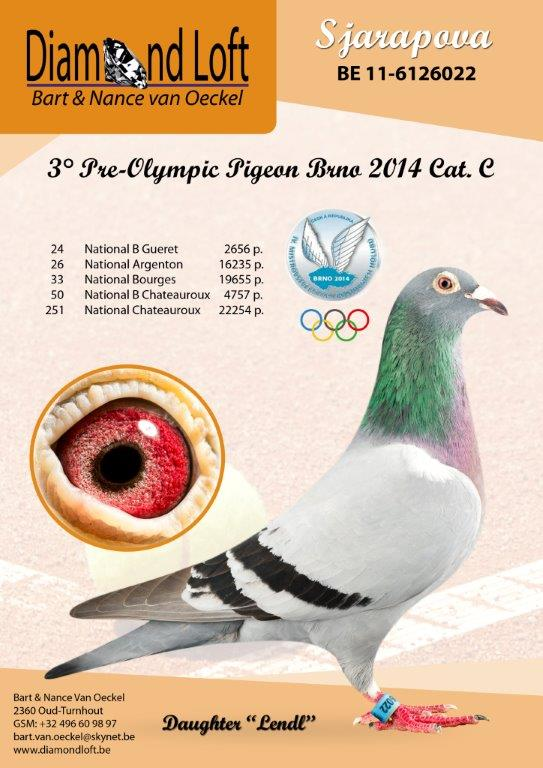 Diamond Loft
Bart & Nance van Oeckel
Sjarapova
BE 11-6126022
3° Pre-Olympic Pigeon Brno 2014 Cat. C
24 National B Gueret 2656 p.
26 National Argenton 16235 p.
33 National Bourges 19655 p.
50 National B Chateauroux 4757 p.
251 National Chateauroux 22254 p.
BRNO 2014
022
Bart & Nance Van Oeckel
2360 Oud-Turnhout
GSM: +32 496 60 98 97
bart.van.oeckel@skynet.be
www.diamondloft.be
Daughter "Lendl"